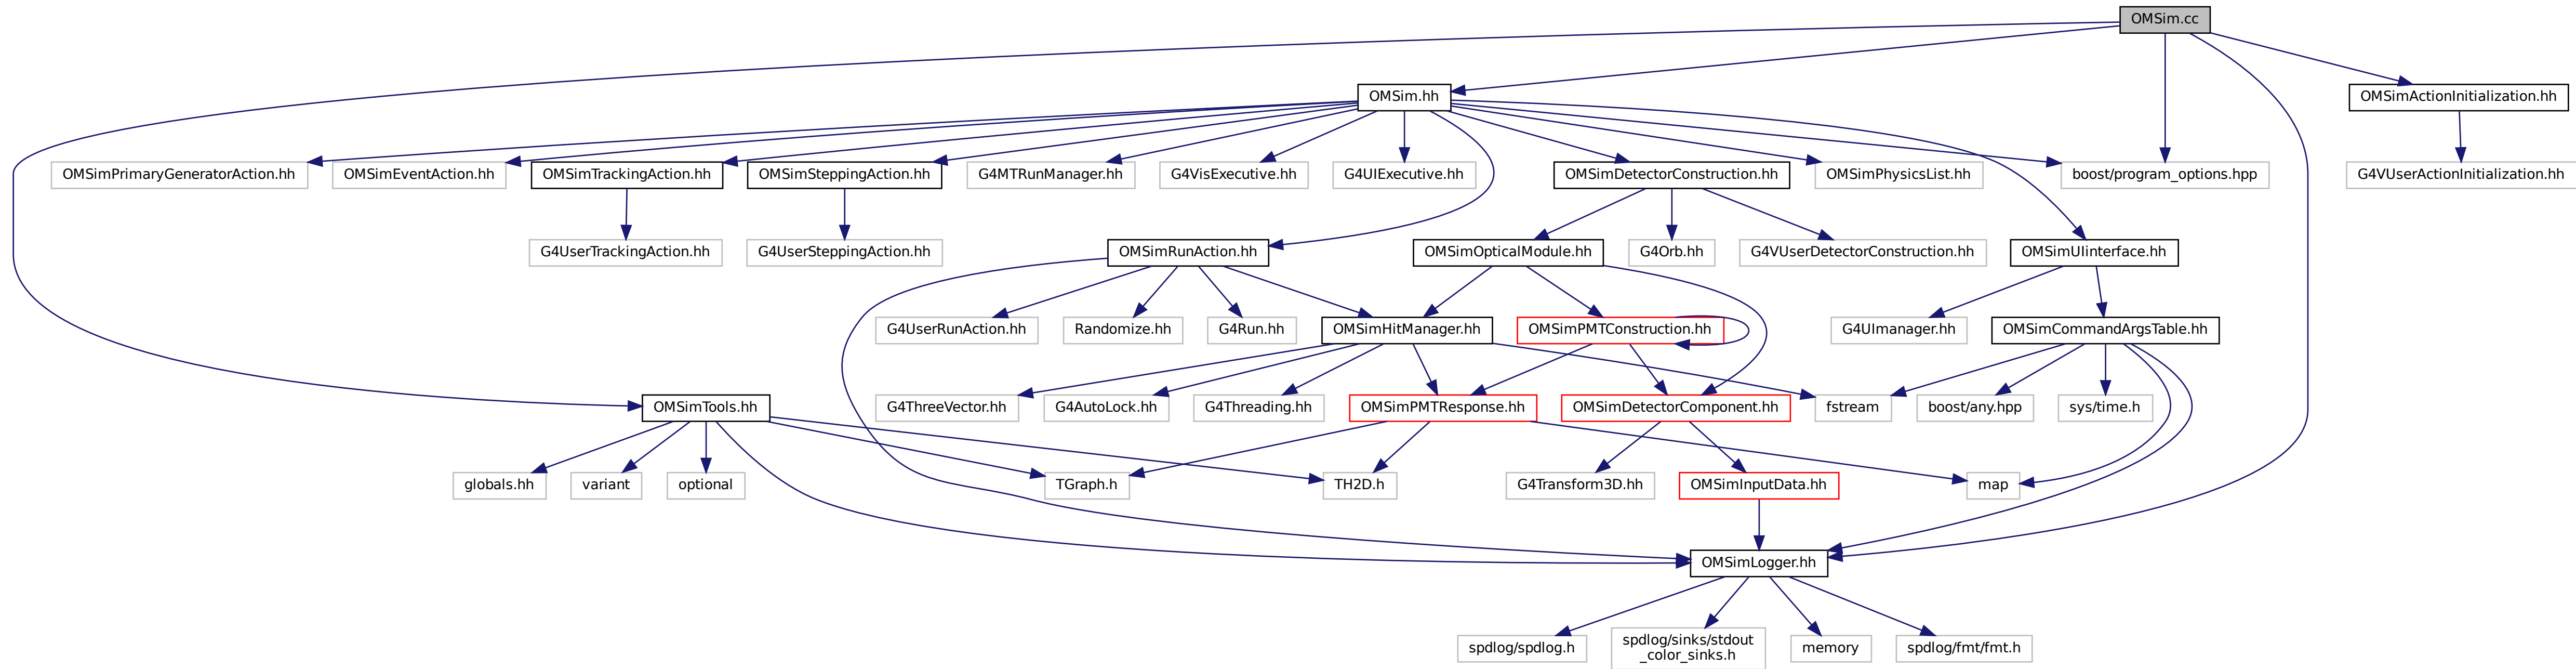 OMSim.cc
OMSim.hh
OMSimActionInitialization.hh
OMSimPrimaryGeneratorAction.hh
OMSimEventAction.hh
OMSimTrackingAction.hh
OMSimSteppingAction.hh
G4MTRunManager.hh
G4VisExecutive.hh
G4UIExecutive.hh
OMSimDetectorConstruction.hh
OMSimPhysicsList.hh
boost/program_options.hpp
G4VUserActionInitialization.hh
G4UserTrackingAction.hh
G4UserSteppingAction.hh
OMSimRunAction.hh
OMSimOpticalModule.hh
G4Orb.hh
G4VUserDetectorConstruction.hh
OMSimUIinterface.hh
G4UserRunAction.hh
Randomize.hh
G4Run.hh
OMSimHitManager.hh
OMSimPMTConstruction.hh
G4UImanager.hh
OMSimCommandArgsTable.hh
OMSimTools.hh
G4ThreeVector.hh
G4AutoLock.hh
G4Threading.hh
OMSimPMTResponse.hh
OMSimDetectorComponent.hh
fstream
boost/any.hpp
sys/time.h
globals.hh
variant
optional
TGraph.h
TH2D.h
G4Transform3D.hh
OMSimInputData.hh
map
OMSimLogger.hh
spdlog/spdlog.h
spdlog/sinks/stdout
_color_sinks.h
memory
spdlog/fmt/fmt.h